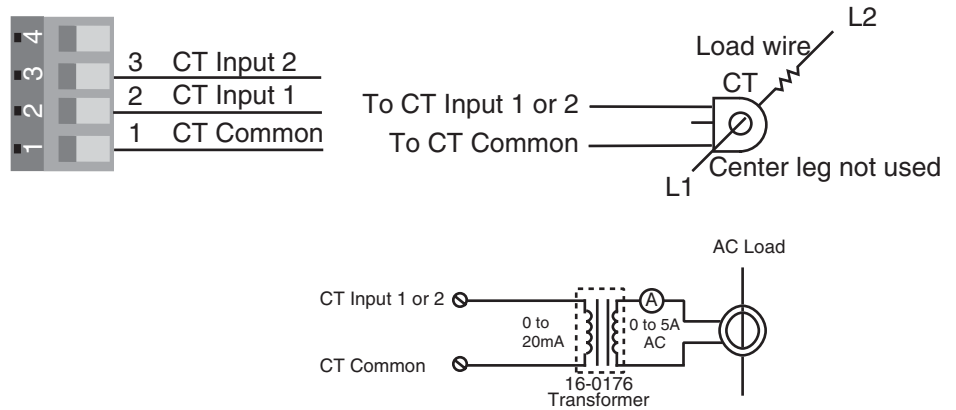 4
3
2
1
3 CT Input 2
2 CT Input 1
1 CT Common
L2
Load wire
CT
To CT Input 1 or 2
To CT Common
Center leg not used
L1
AC Load
CT Input 1 or 2
A
0 to
20mA
0 to 5A
AC
CT Common
16-0176
Transformer